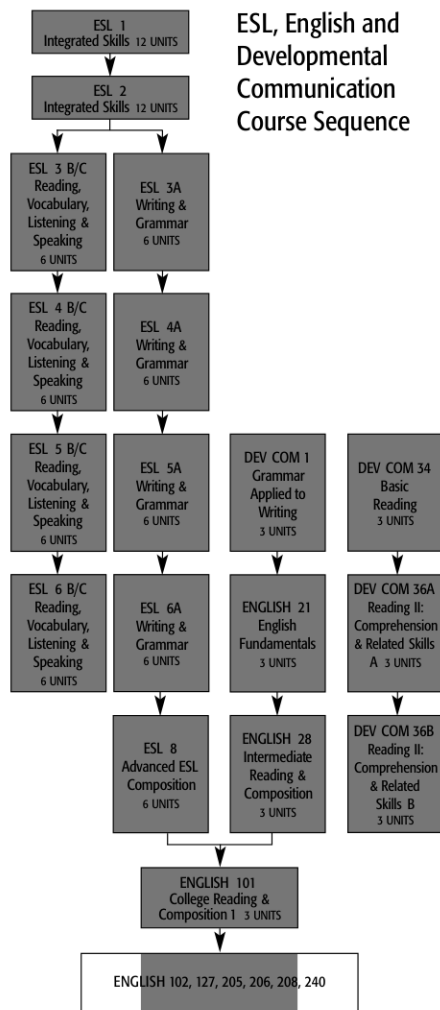 ESL, English and
Developmental
Communication
Course Sequence
ESL 1
Integrated Skills 12 UNITS
ESL 2
Integrated Skills 12 UNITS
ESL 3 B/C
Reading,
Vocabulary,
Listening &
Speaking
6 UNITS
ESL 3A
Writing &
Grammar
6 UNITS
ESL 4 B/C
Reading,
Vocabulary,
Listening &
Speaking
6 UNITS
ESL 4A
Writing &
Grammar
6 UNITS
ESL 5 B/C
Reading,
Vocabulary,
Listening &
Speaking
6 UNITS
ESL 5A
Writing &
Grammar
6 UNITS
DEV COM 1
Grammar
Applied to
Writing
3 UNITS
DEV COM 34
Basic
Reading
3 UNITS
ESL 6 B/C
Reading,
Vocabulary,
Listening &
Speaking
6 UNITS
ESL 6A
Writing &
Grammar
6 UNITS
ENGLISH 21
English
Fundamentals
3 UNITS
DEV COM 36A
Reading II:
Comprehension
& Related Skills
A 3 UNITS
ESL 8
Advanced ESL
Composition
6 UNITS
ENGLISH 28
Intermediate
Reading &
Composition
3 UNITS
DEV COM 36B
Reading II:
Comprehension
& Related
Skills B
3 UNITS
ENGLISH 101
College Reading &
Composition 1 3 UNITS
ENGLISH 102, 127, 205, 206, 208, 240